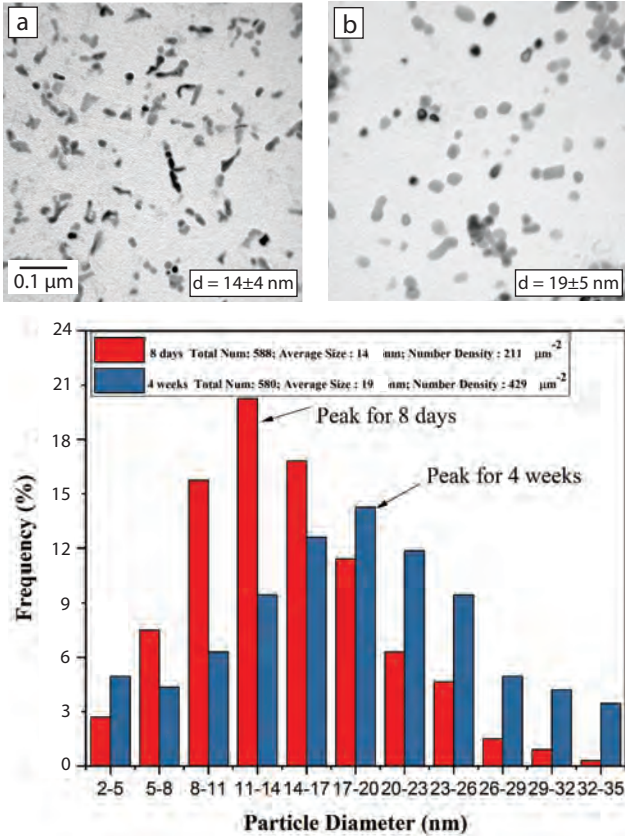 a
b
0.1 µm
d = 14±4 nm
d = 19±5 nm
24
21
18
15
12
9
6
3
0
Frequency (%)
8 days Total Num: 588; Average Size : 14 nm; Number Density : 211 µm⁻²
4 weeks Total Num: 580; Average Size : 19 nm; Number Density : 429 µm⁻²
Peak for 8 days
Peak for 4 weeks
2-5 5-8 8-11 11-14 14-17 17-20 20-23 23-26 26-29 29-32 32-35
Particle Diameter (nm)